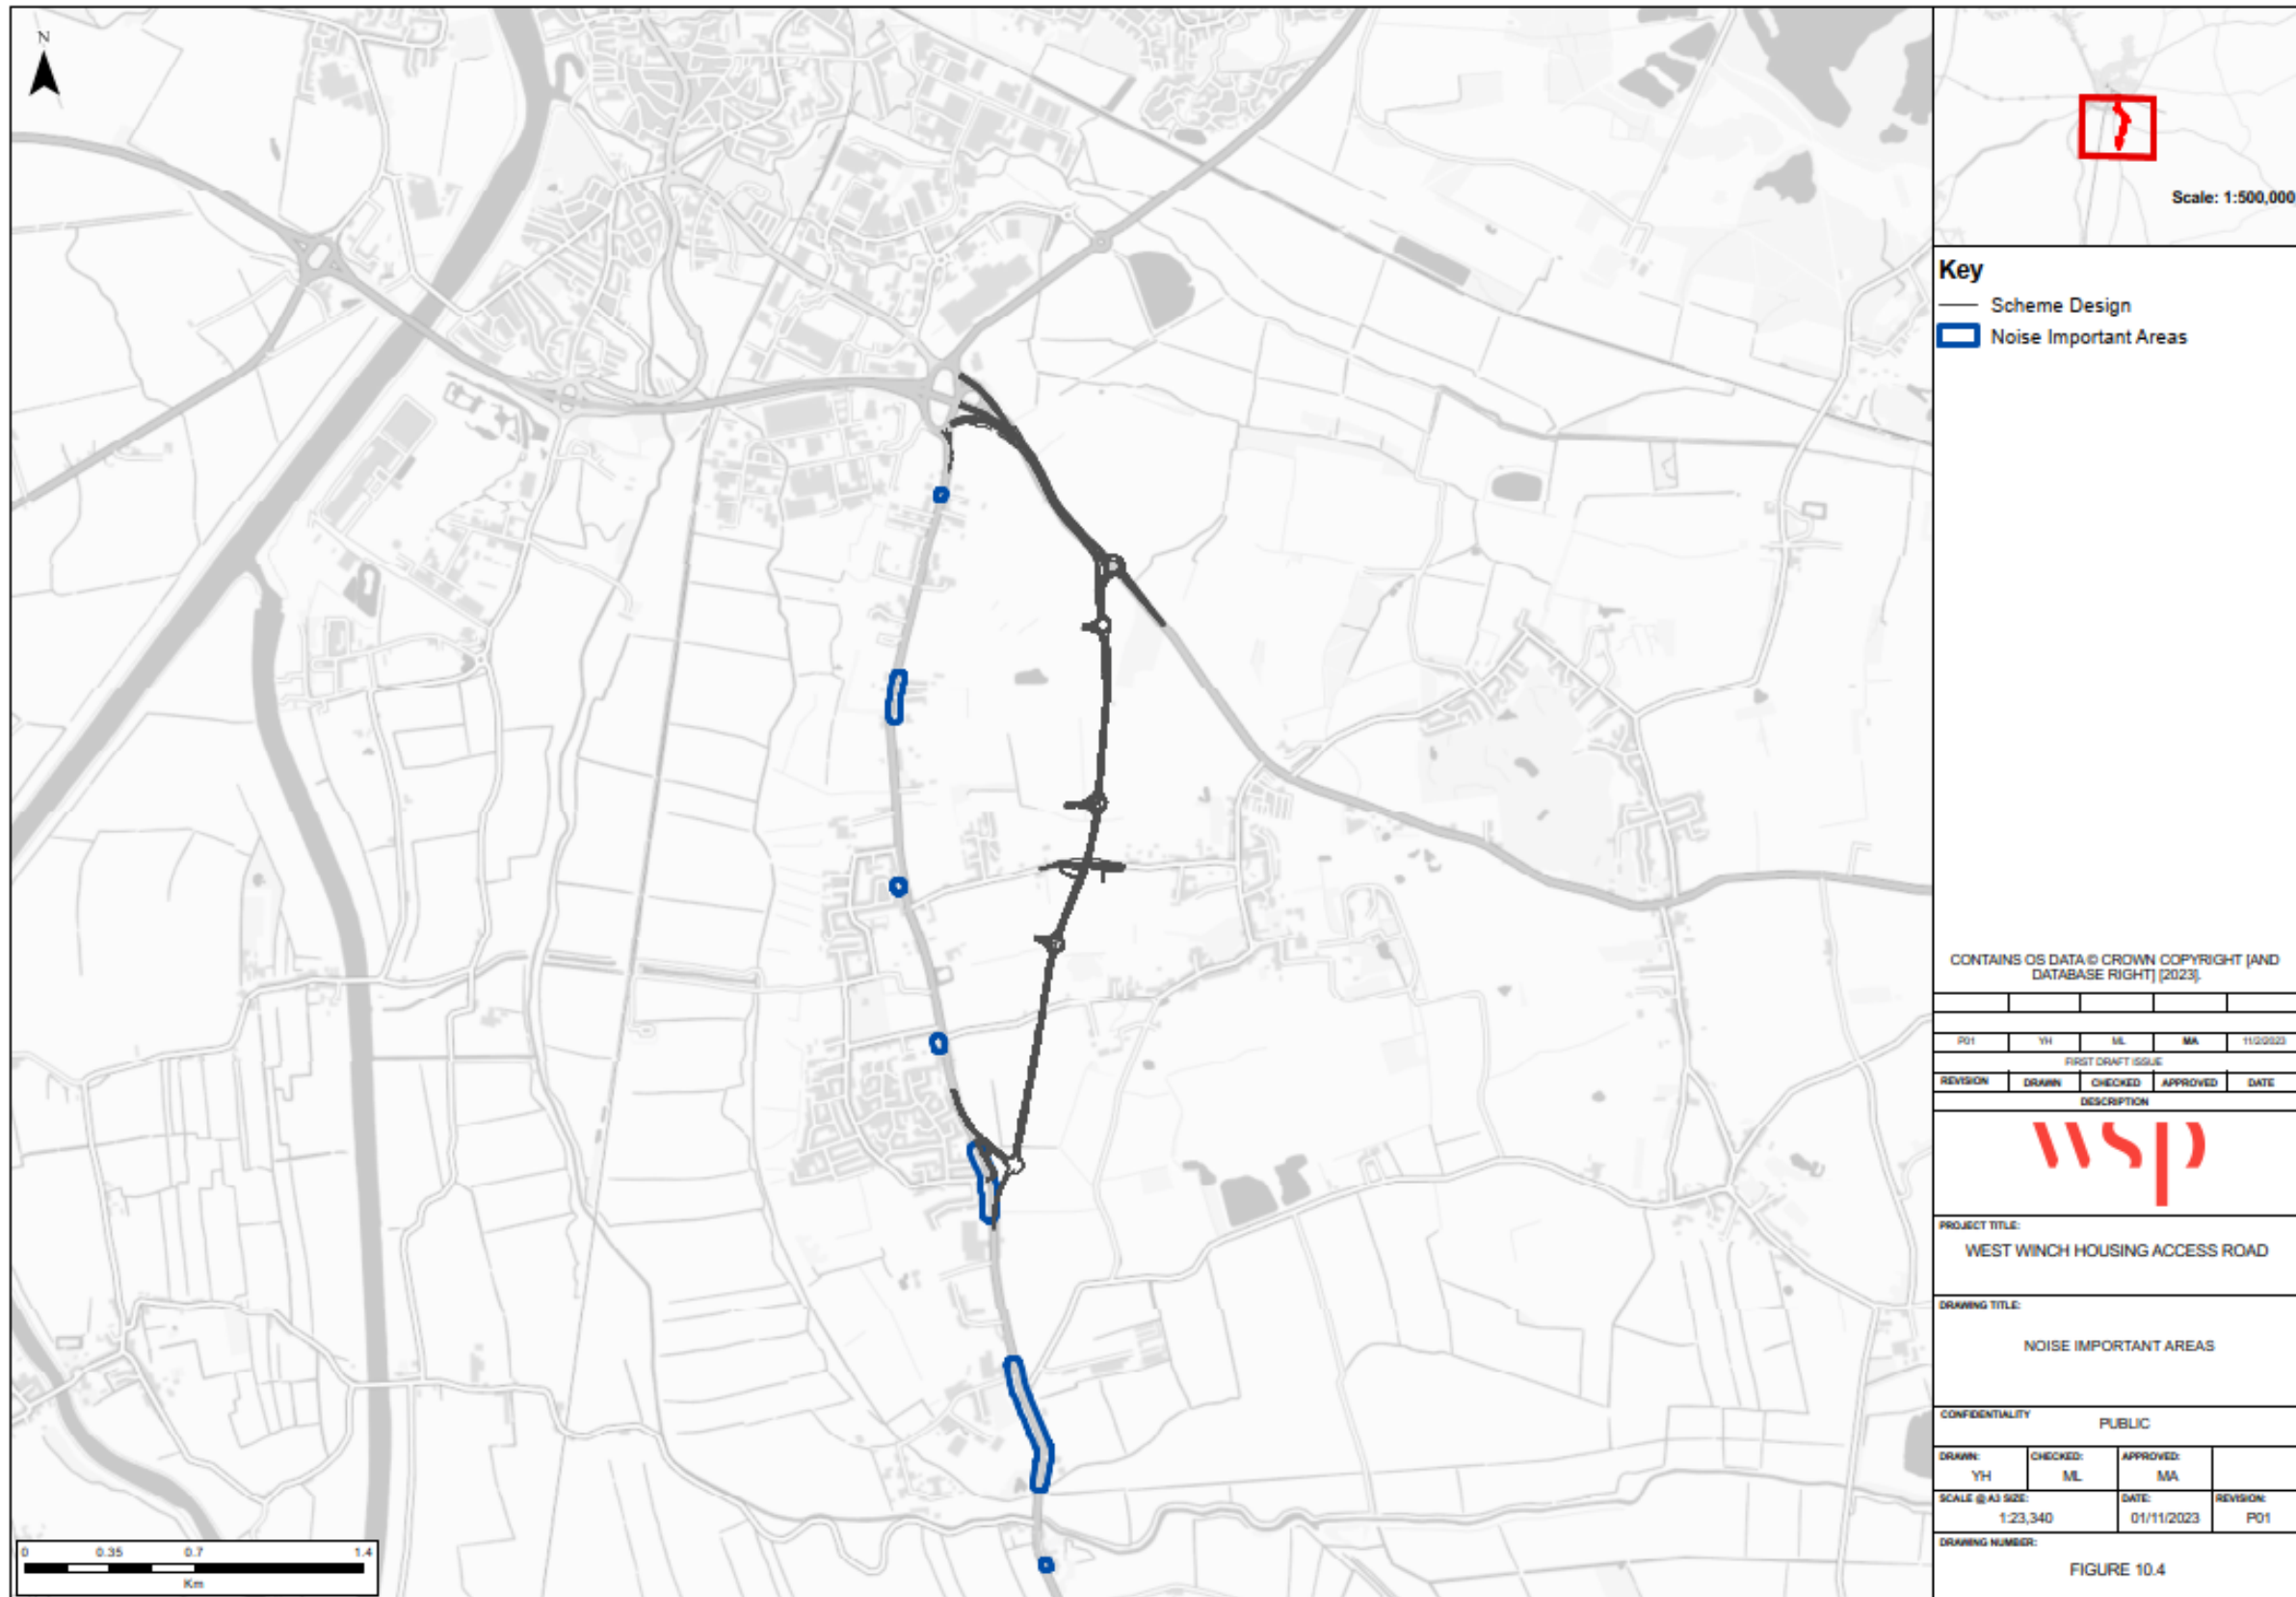 N
Scale: 1:500,000
Key
Scheme Design
Noise Important Areas
CONTAINS OS DATA © CROWN COPYRIGHT [AND
DATABASE RIGHT] [2023].
P01 YH ML MA 11/2/2023
FIRST DRAFT ISSUE
REVISION DRAWN CHECKED APPROVED DATE
DESCRIPTION
wsp
PROJECT TITLE:
WEST WINCH HOUSING ACCESS ROAD
DRAWING TITLE:
NOISE IMPORTANT AREAS
CONFIDENTIALITY
PUBLIC
DRAWN: CHECKED: APPROVED:
YH ML MA
SCALE @ A3 SIZE: DATE: REVISION:
1:23,340 01/11/2023 P01
DRAWING NUMBER:
FIGURE 10.4
0 0.35 0.7 1.4
Km